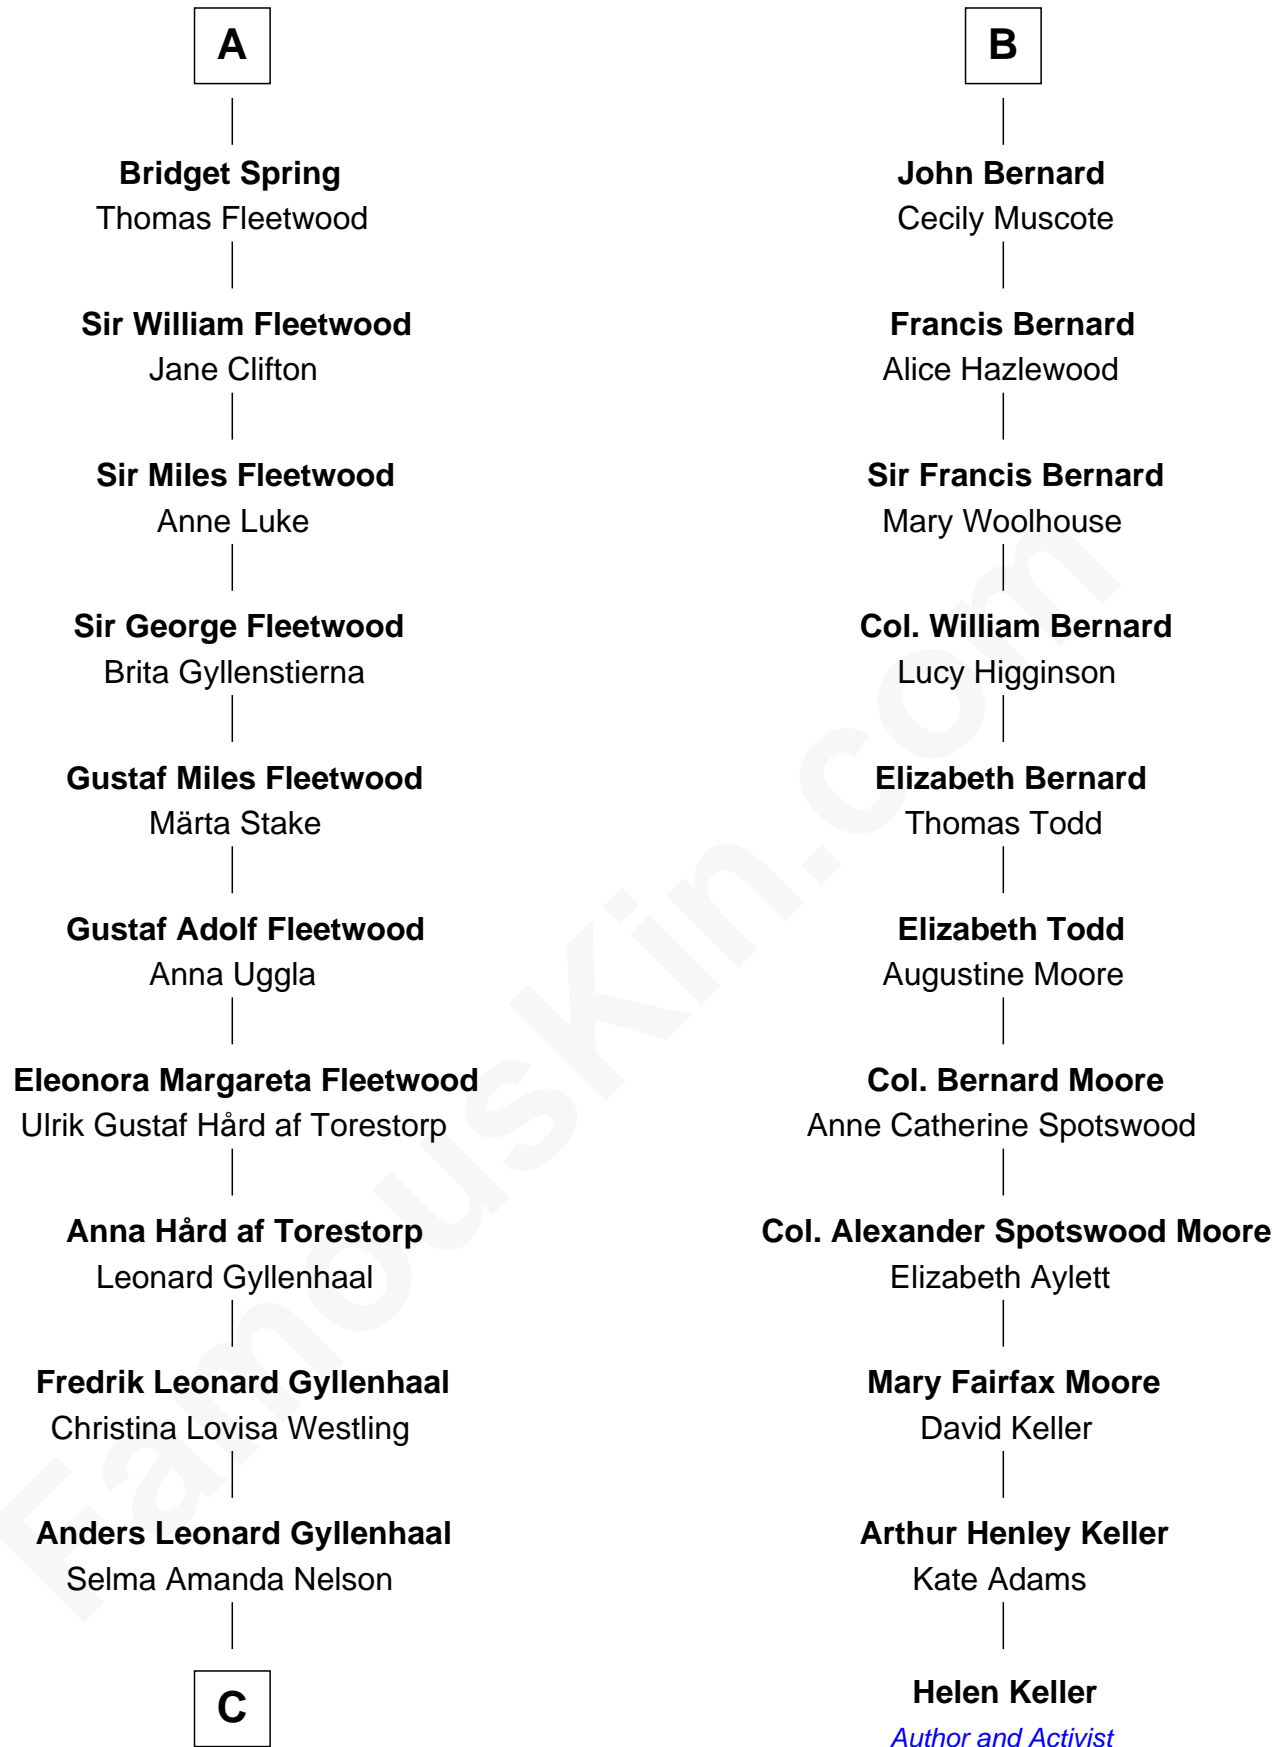 A
Bridget Spring
Thomas Fleetwood
Sir William Fleetwood
Jane Clifton
Sir Miles Fleetwood
Anne Luke
Sir George Fleetwood
Brita Gyllenstierna
Gustaf Miles Fleetwood
Märta Stake
Gustaf Adolf Fleetwood
Anna Uggla
Eleonora Margareta Fleetwood
Ulrik Gustaf Hård af Torestorp
Anna Hård af Torestorp
Leonard Gyllenhaal
Fredrik Leonard Gyllenhaal
Christina Lovisa Westling
Anders Leonard Gyllenhaal
Selma Amanda Nelson
C
B
John Bernard
Cecily Muscote
Francis Bernard
Alice Hazlewood
Sir Francis Bernard
Mary Woolhouse
Col. William Bernard
Lucy Higginson
Elizabeth Bernard
Thomas Todd
Elizabeth Todd
Augustine Moore
Col. Bernard Moore
Anne Catherine Spotswood
Col. Alexander Spotswood Moore
Elizabeth Aylett
Mary Fairfax Moore
David Keller
Arthur Henley Keller
Kate Adams
Helen Keller
Author and Activist
FamousKin.com